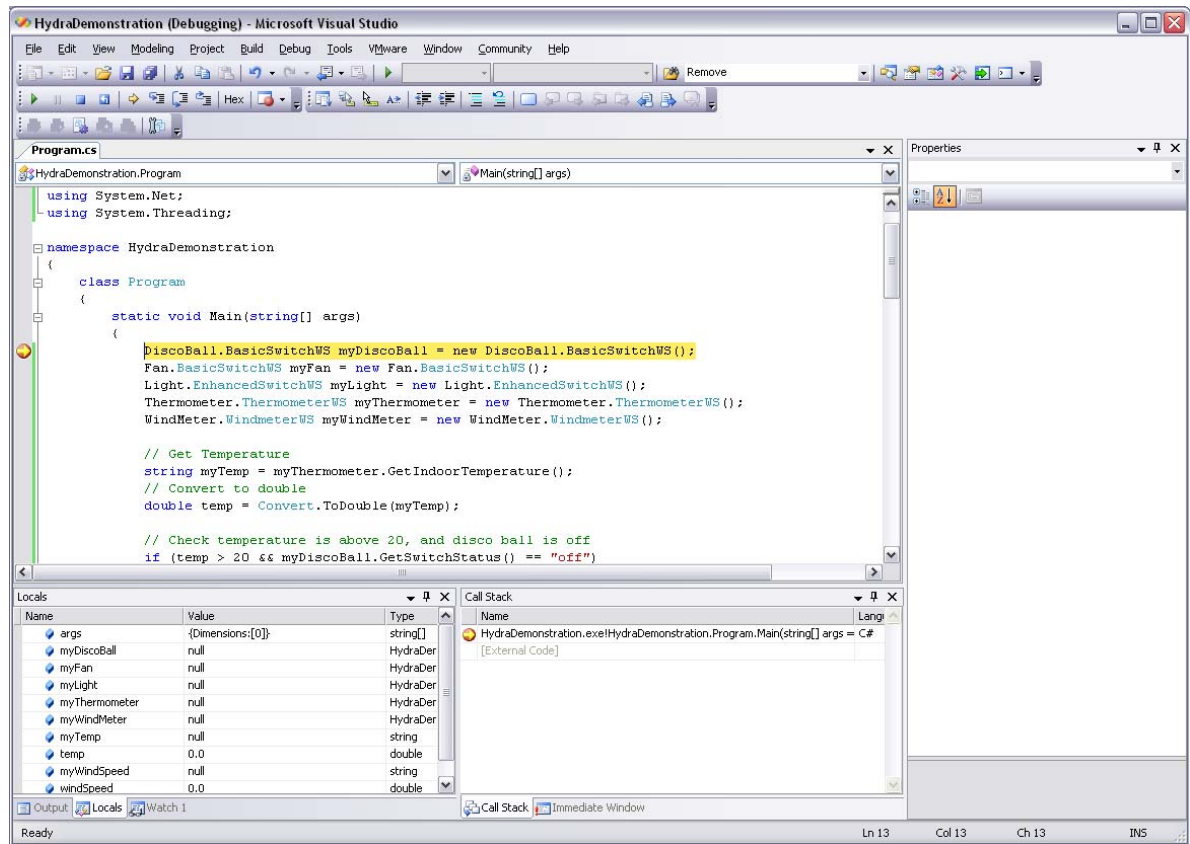 HydraDemonstration (Debugging) - Microsoft Visual Studio
File Edit View Modeling Project Build Debug Tools VMware Window Community Help
Remove
Hex
Program.cs
HydraDemonstration.Program
Main(string[] args)
using System.Net;
using System.Threading;
namespace HydraDemonstration
{
class Program
{
static void Main(string[] args)
{
DiscoBall.BasicSwitchWS myDiscoBall = new DiscoBall.BasicSwitchWS();
Fan.BasicSwitchWS myFan = new Fan.BasicSwitchWS();
Light.EnhancedSwitchWS myLight = new Light.EnhancedSwitchWS();
Thermometer.ThermometerWS myThermometer = new Thermometer.ThermometerWS();
WindMeter.WindmeterWS myWindMeter = new WindMeter.WindmeterWS();
// Get Temperature
string myTemp = myThermometer.GetIndoorTemperature();
// Convert to double
double temp = Convert.ToDouble(myTemp);
// Check temperature is above 20, and disco ball is off
if (temp > 20 && myDiscoBall.GetSwitchStatus() == "off")
Properties
Locals
Name Value Type
args {Dimensions:[0]} string[]
myDiscoBall null HydraDer
myFan null HydraDer
myLight null HydraDer
myThermometer null HydraDer
myWindMeter null HydraDer
myTemp null string
temp 0.0 double
myWindSpeed null string
windSpeed 0.0 double
Output Locals Watch 1
Call Stack
Name Langu
HydraDemonstration.exe!HydraDemonstration.Program.Main(string[] args = C#
[External Code]
Call Stack Immediate Window
Ready Ln 13 Col 13 Ch 13 INS